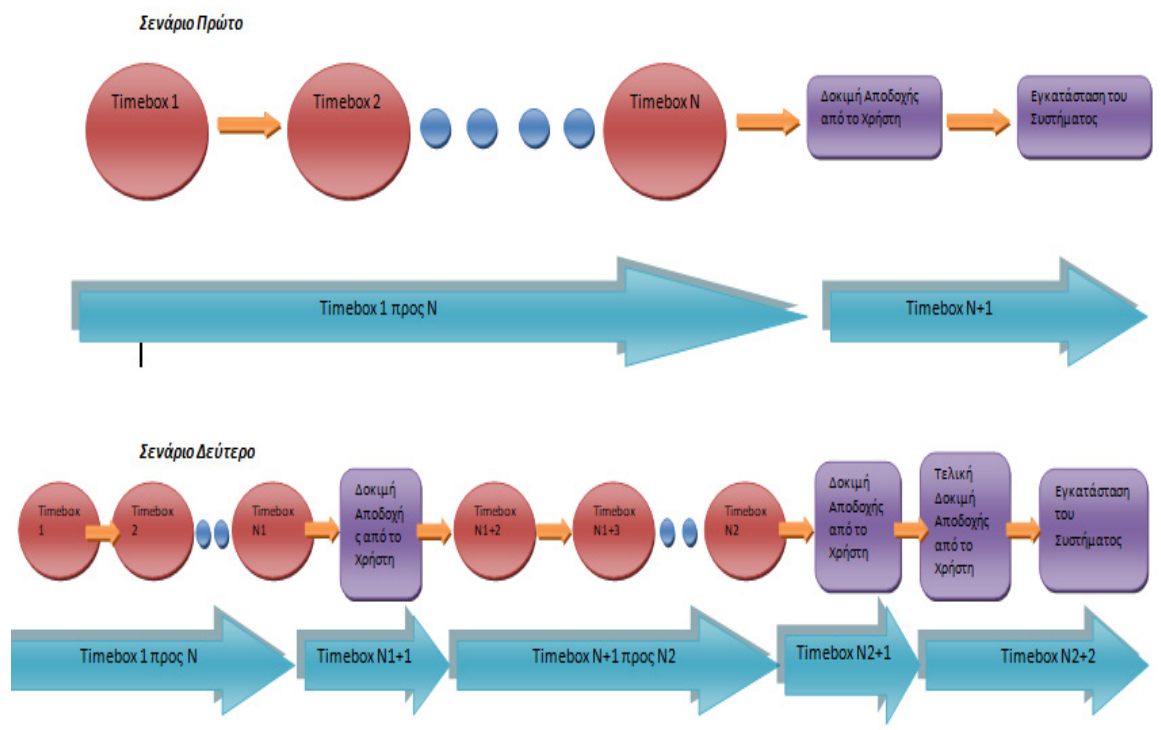 Σενάριο Πρώτο
Timebox 1
Timebox 2
Timebox N
Δοκιμή Αποδοχής
από το Χρήστη
Εγκατάσταση του
Συστήματος
Timebox 1 προς N
Timebox N+1
Σενάριο Δεύτερο
Timebox
1
Timebox
2
Timebox
N1
Δοκιμή
Αποδοχή
ς από το
Χρήστη
Timebox
N1+2
Timebox
N1+3
Timebox
N2
Δοκιμή
Αποδοχής
από το
Χρήστη
Τελική
Δοκιμή
Αποδοχής
από το
Χρήστη
Εγκατάσταση
του
Συστήματος
Timebox 1 προς N
Timebox N1+1
Timebox N+1 προς N2
Timebox N2+1
Timebox N2+2